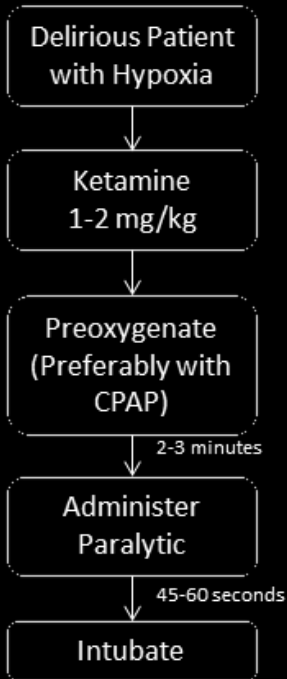 Delirious Patient
with Hypoxia
Ketamine
1-2 mg/kg
Preoxygenate
(Preferably with
CPAP)
2-3 minutes
Administer
Paralytic
45-60 seconds
Intubate